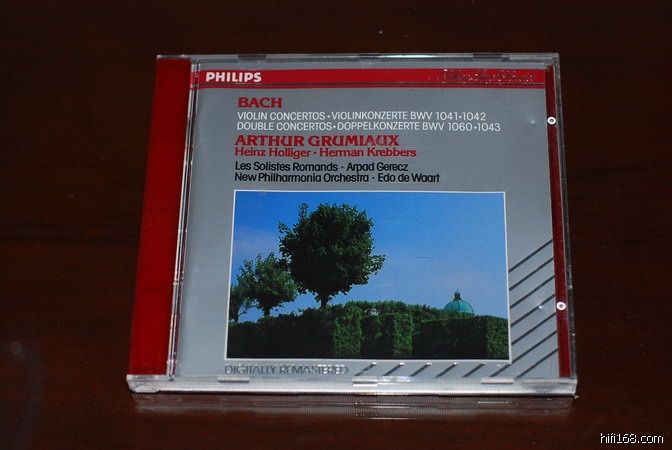 PHILIPS
BACH
VIOLIN CONCERTOS • VIOLINKONZERTE BWV 1041 • 1042
DOUBLE CONCERTOS • DOPPELKONZERTE BWV 1060 • 1043
ARTHUR GRUMIAUX
Heinz Holliger • Herman Krebbers
Les Solistes Romands • Arpad Gerecz
New Philharmonia Orchestra • Edo de Waart
DIGITALLY REMASTERED
hifi168.com